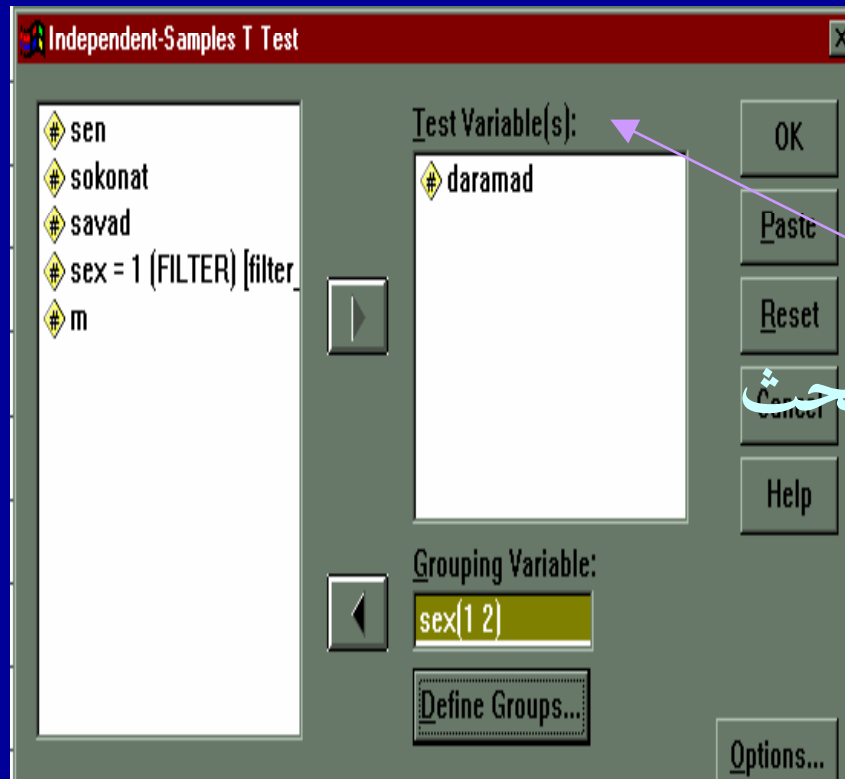 Independent-Samples T Test
sen
sokonat
savad
sex = 1 (FILTER) [filter_
m
Test Variable(s):
daramad
Grouping Variable:
sex(1 2)
Define Groups...
OK
Paste
Reset
Cancel
Help
Options...